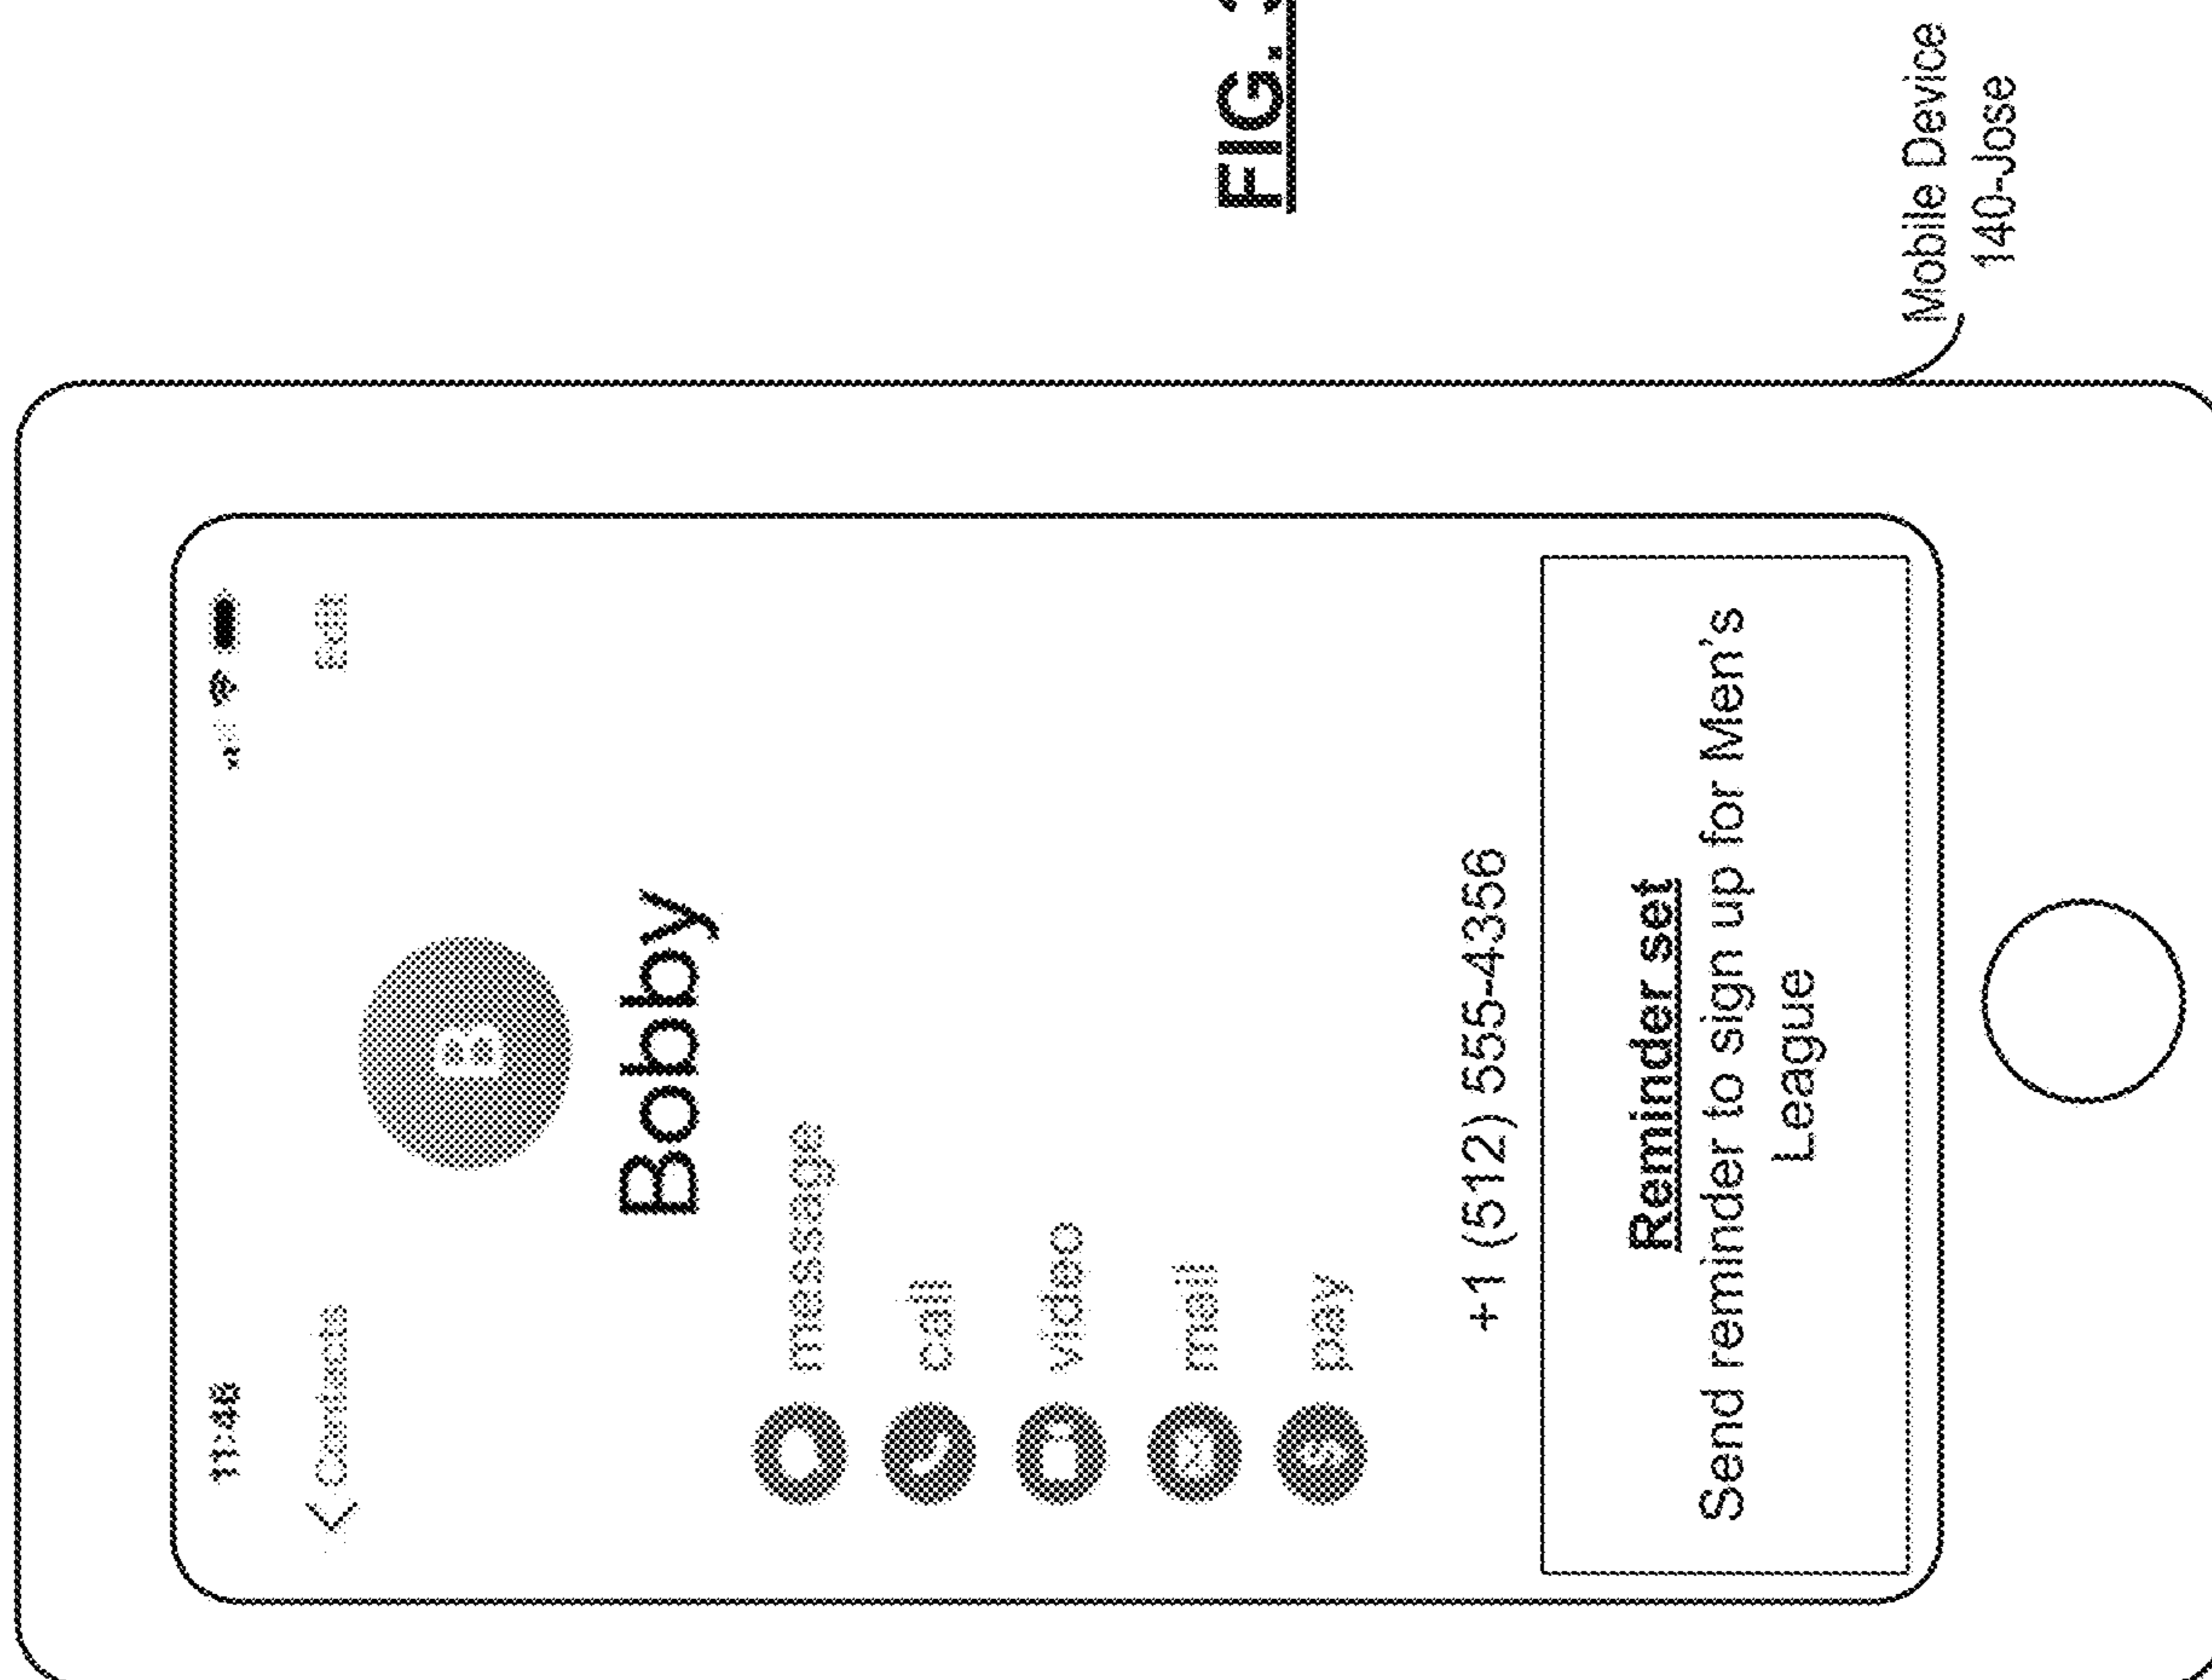 11:48
Contacts
Edit
B
Bobby
message
call
video
mail
$ pay
+1 (512) 555-4356
Reminder set
Send reminder to sign up for Men's
League
Mobile Device
140-Jose
FIG.